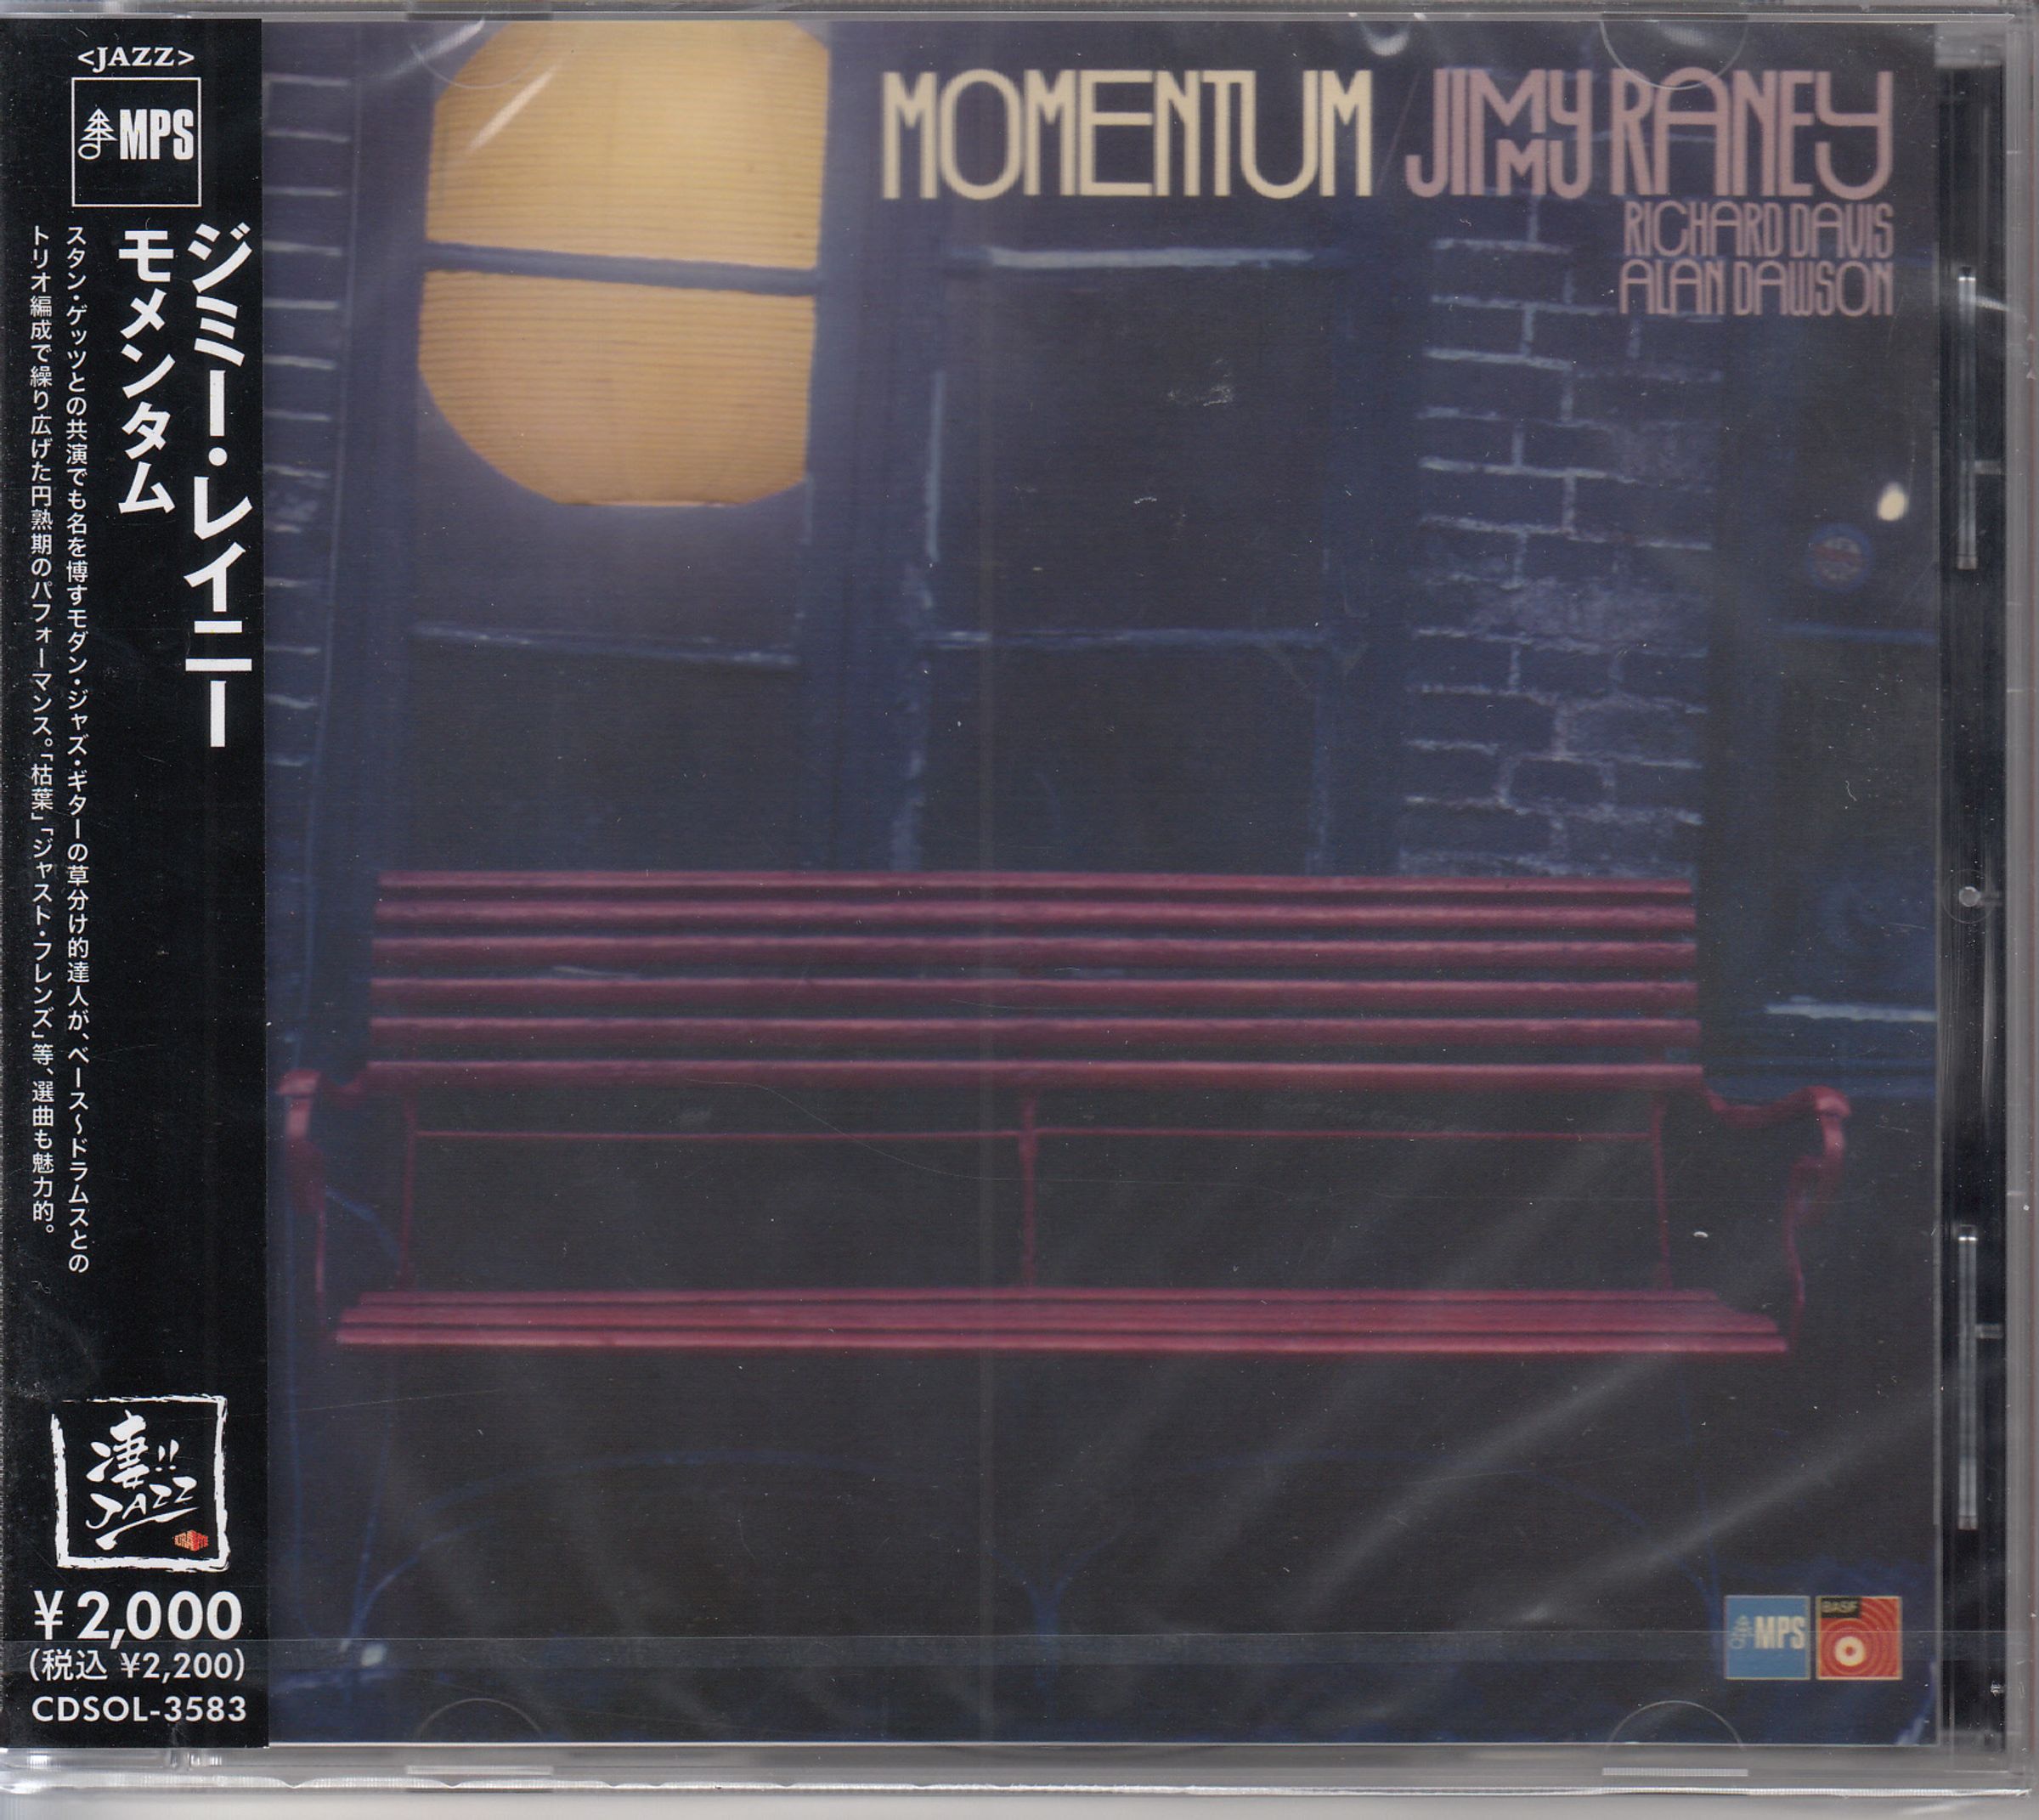 <JAZZ>
MPS
ジミー・レイニー
モメンタム
スタン・ゲッツとの共演でも名を博すモダン・ジャズ・ギターの草分け的達人が、ベース〜ドラムスとの
トリオ編成で繰り広げた円熟期のパフォーマンス。「枯葉」「ジャスト・フレンズ」等、選曲も魅力的。
凄!!
JAZZ
¥2,000
(税込 ¥2,200)
CDSOL-3583
MOMENTUM JIMMY RANEY
RICHARD DAVIS
ALAN DAWSON
MPS BASF